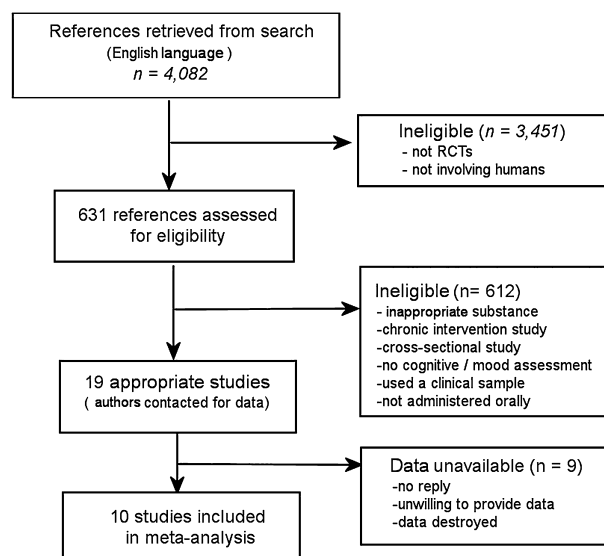 References retrieved from search
(English language )
n = 4,082
Ineligible (n = 3,451)
- not RCTs
- not involving humans
631 references assessed
for eligibility
Ineligible (n= 612)
- inappropriate substance
-chronic intervention study
-cross-sectional study
-no cognitive / mood assessment
-used a clinical sample
-not administered orally
19 appropriate studies
( authors contacted for data)
Data unavailable (n = 9)
-no reply
-unwilling to provide data
-data destroyed
10 studies included
in meta-analysis